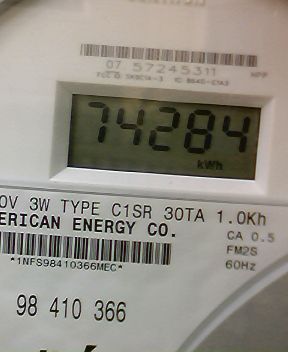 07 57245311
74284
kWh
0V 3W TYPE C1SR 30TA 1.0Kh
ERICAN ENERGY CO.
CA 0.5
FM2S
60Hz
*1NFS98410366MEC*
98 410 366